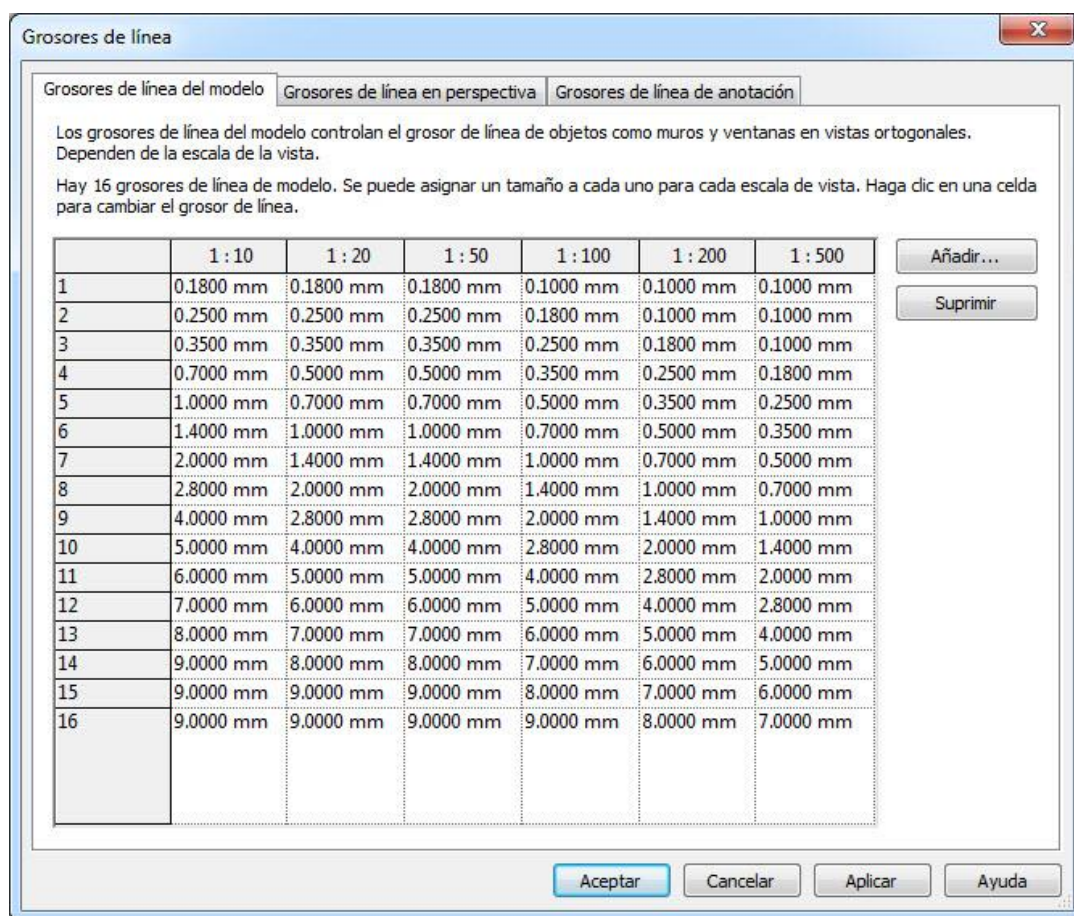 Grosores de línea
Grosores de línea del modelo Grosores de línea en perspectiva Grosores de línea de anotación
Los grosores de línea del modelo controlan el grosor de línea de objetos como muros y ventanas en vistas ortogonales.
Dependen de la escala de la vista.
Hay 16 grosores de línea de modelo. Se puede asignar un tamaño a cada uno para cada escala de vista. Haga clic en una celda
para cambiar el grosor de línea.
1 : 10 1 : 20 1 : 50 1 : 100 1 : 200 1 : 500 Añadir...
1 0.1800 mm 0.1800 mm 0.1800 mm 0.1000 mm 0.1000 mm 0.1000 mm
Suprimir
2 0.2500 mm 0.2500 mm 0.2500 mm 0.1800 mm 0.1000 mm 0.1000 mm
3 0.3500 mm 0.3500 mm 0.3500 mm 0.2500 mm 0.1800 mm 0.1000 mm
4 0.7000 mm 0.5000 mm 0.5000 mm 0.3500 mm 0.2500 mm 0.1800 mm
5 1.0000 mm 0.7000 mm 0.7000 mm 0.5000 mm 0.3500 mm 0.2500 mm
6 1.4000 mm 1.0000 mm 1.0000 mm 0.7000 mm 0.5000 mm 0.3500 mm
7 2.0000 mm 1.4000 mm 1.4000 mm 1.0000 mm 0.7000 mm 0.5000 mm
8 2.8000 mm 2.0000 mm 2.0000 mm 1.4000 mm 1.0000 mm 0.7000 mm
9 4.0000 mm 2.8000 mm 2.8000 mm 2.0000 mm 1.4000 mm 1.0000 mm
10 5.0000 mm 4.0000 mm 4.0000 mm 2.8000 mm 2.0000 mm 1.4000 mm
11 6.0000 mm 5.0000 mm 5.0000 mm 4.0000 mm 2.8000 mm 2.0000 mm
12 7.0000 mm 6.0000 mm 6.0000 mm 5.0000 mm 4.0000 mm 2.8000 mm
13 8.0000 mm 7.0000 mm 7.0000 mm 6.0000 mm 5.0000 mm 4.0000 mm
14 9.0000 mm 8.0000 mm 8.0000 mm 7.0000 mm 6.0000 mm 5.0000 mm
15 9.0000 mm 9.0000 mm 9.0000 mm 8.0000 mm 7.0000 mm 6.0000 mm
16 9.0000 mm 9.0000 mm 9.0000 mm 9.0000 mm 8.0000 mm 7.0000 mm
Aceptar Cancelar Aplicar Ayuda